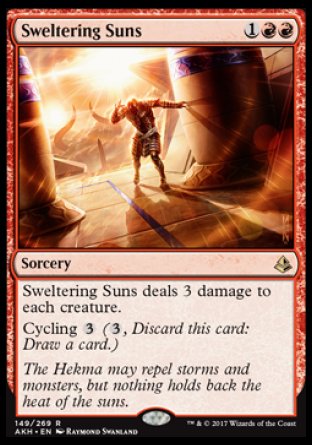 Sweltering Suns 1
Sorcery
Sweltering Suns deals 3 damage to
each creature.
Cycling 3 (3, Discard this card:
Draw a card.)
The Hekma may repel storms and
monsters, but nothing holds back the
heat of the suns.
149/269 R
AKH • EN Raymond Swanland ™ & © 2017 Wizards of the Coast